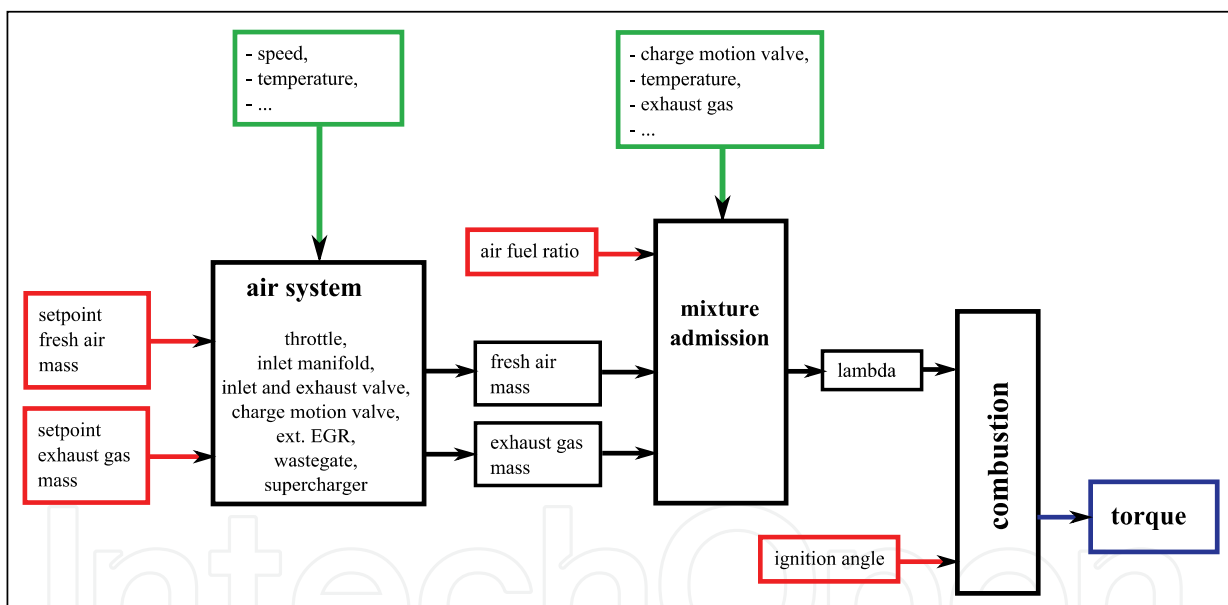 - speed,
- temperature,
- ...
- charge motion valve,
- temperature,
- exhaust gas
- ...
air fuel ratio
setpoint
fresh air
mass
setpoint
exhaust gas
mass
air system
throttle,
inlet manifold,
inlet and exhaust valve,
charge motion valve,
ext. EGR,
wastegate,
supercharger
fresh air
mass
exhaust gas
mass
mixture
admission
lambda
ignition angle
combustion
torque
IntechOpen